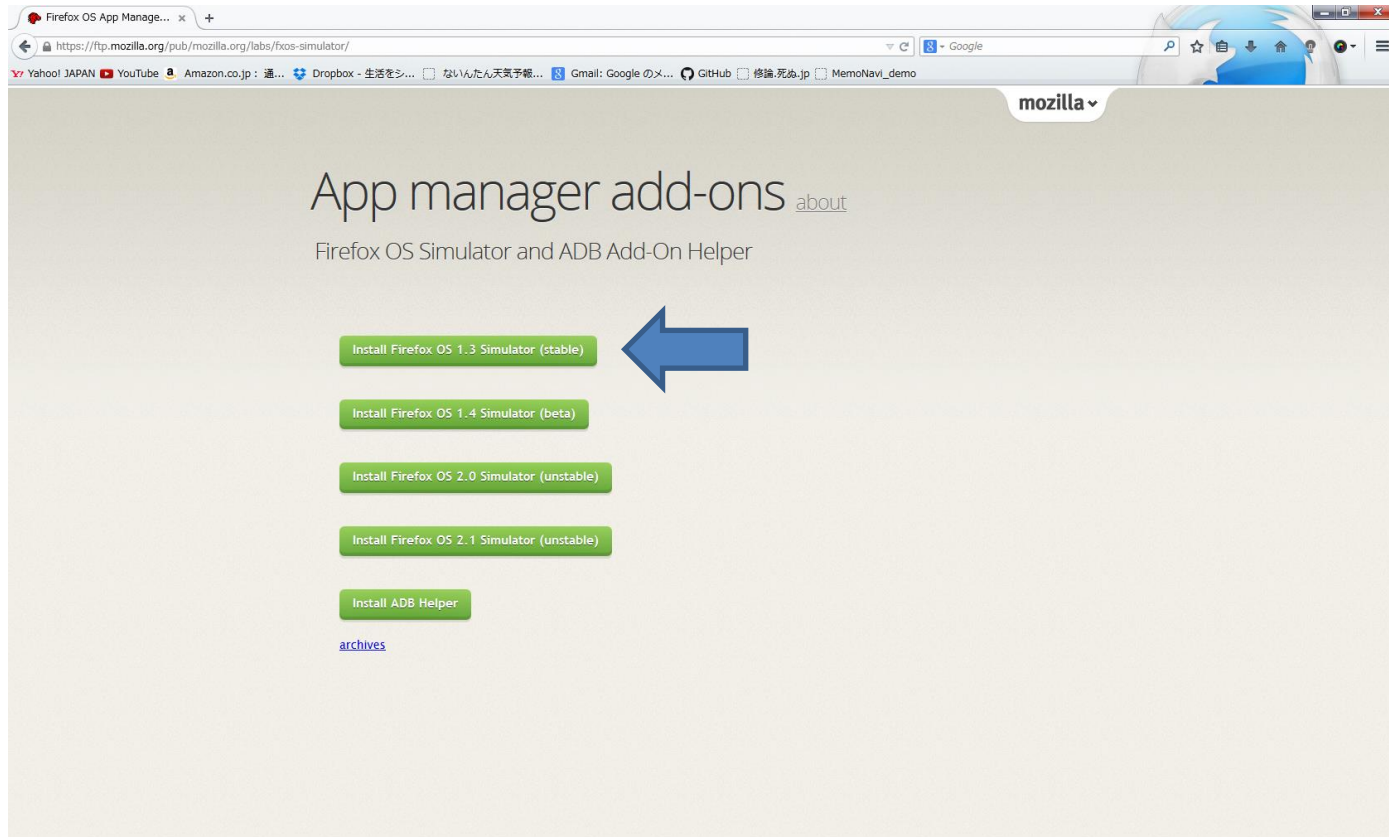 Firefox OS App Manage...
https://ftp.mozilla.org/pub/mozilla.org/labs/fxos-simulator/
Google
Yahoo! JAPAN YouTube Amazon.co.jp : 通... Dropbox - 生活をシ... ないんたん天気予報... Gmail: Google のメ... GitHub 修論.死ぬ.jp MemoNavi_demo
mozilla
App manager add-ons about
Firefox OS Simulator and ADB Add-On Helper
Install Firefox OS 1.3 Simulator (stable)
Install Firefox OS 1.4 Simulator (beta)
Install Firefox OS 2.0 Simulator (unstable)
Install Firefox OS 2.1 Simulator (unstable)
Install ADB Helper
archives